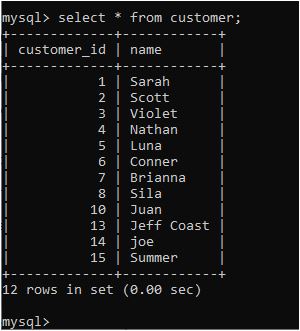 mysql> select * from customer;
+-------------+------------+
| customer_id | name       |
+-------------+------------+
|           1 | Sarah      |
|           2 | Scott      |
|           3 | Violet     |
|           4 | Nathan     |
|           5 | Luna       |
|           6 | Conner     |
|           7 | Brianna    |
|           8 | Sila       |
|          10 | Juan       |
|          13 | Jeff Coast |
|          14 | joe        |
|          15 | Summer     |
+-------------+------------+
12 rows in set (0.00 sec)
mysql>